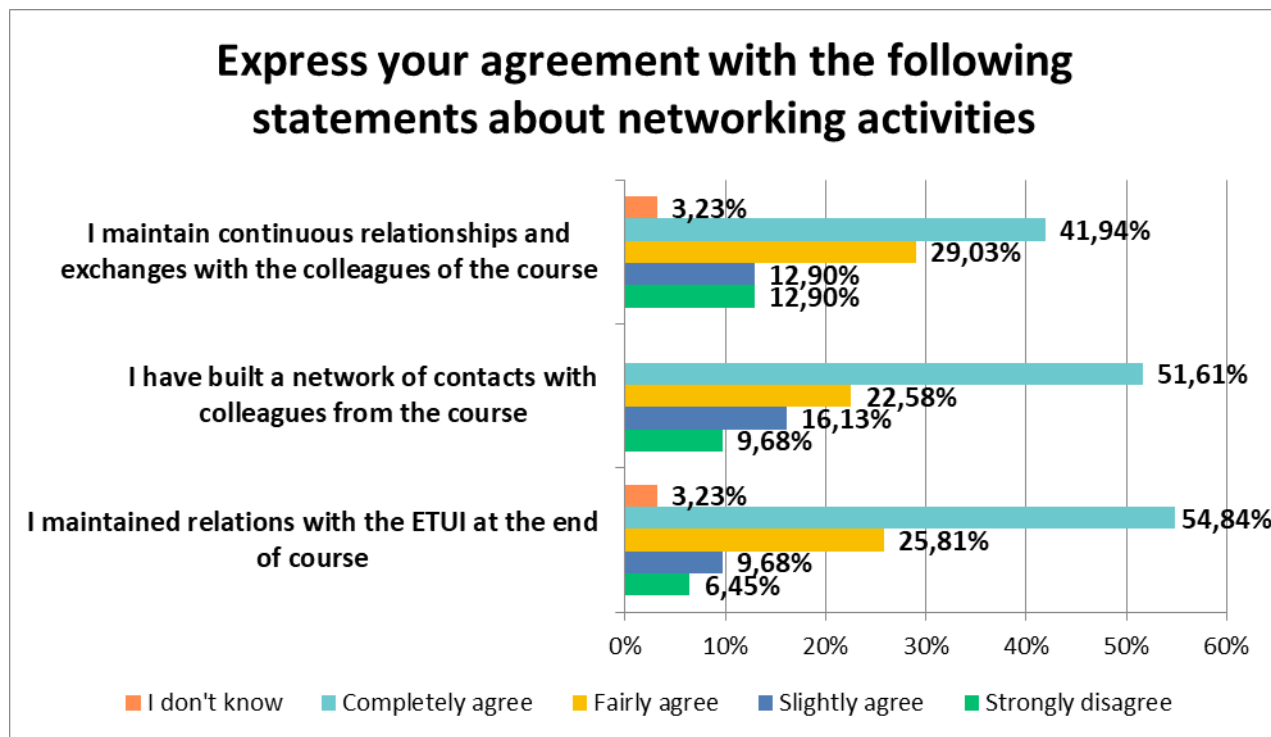 Express your agreement with the following
statements about networking activities
I maintain continuous relationships and
exchanges with the colleagues of the course
3,23%
41,94%
29,03%
12,90%
12,90%
I have built a network of contacts with
colleagues from the course
51,61%
22,58%
16,13%
9,68%
I maintained relations with the ETUI at the end
of course
3,23%
54,84%
25,81%
9,68%
6,45%
0% 10% 20% 30% 40% 50% 60%
I don't know Completely agree Fairly agree Slightly agree Strongly disagree